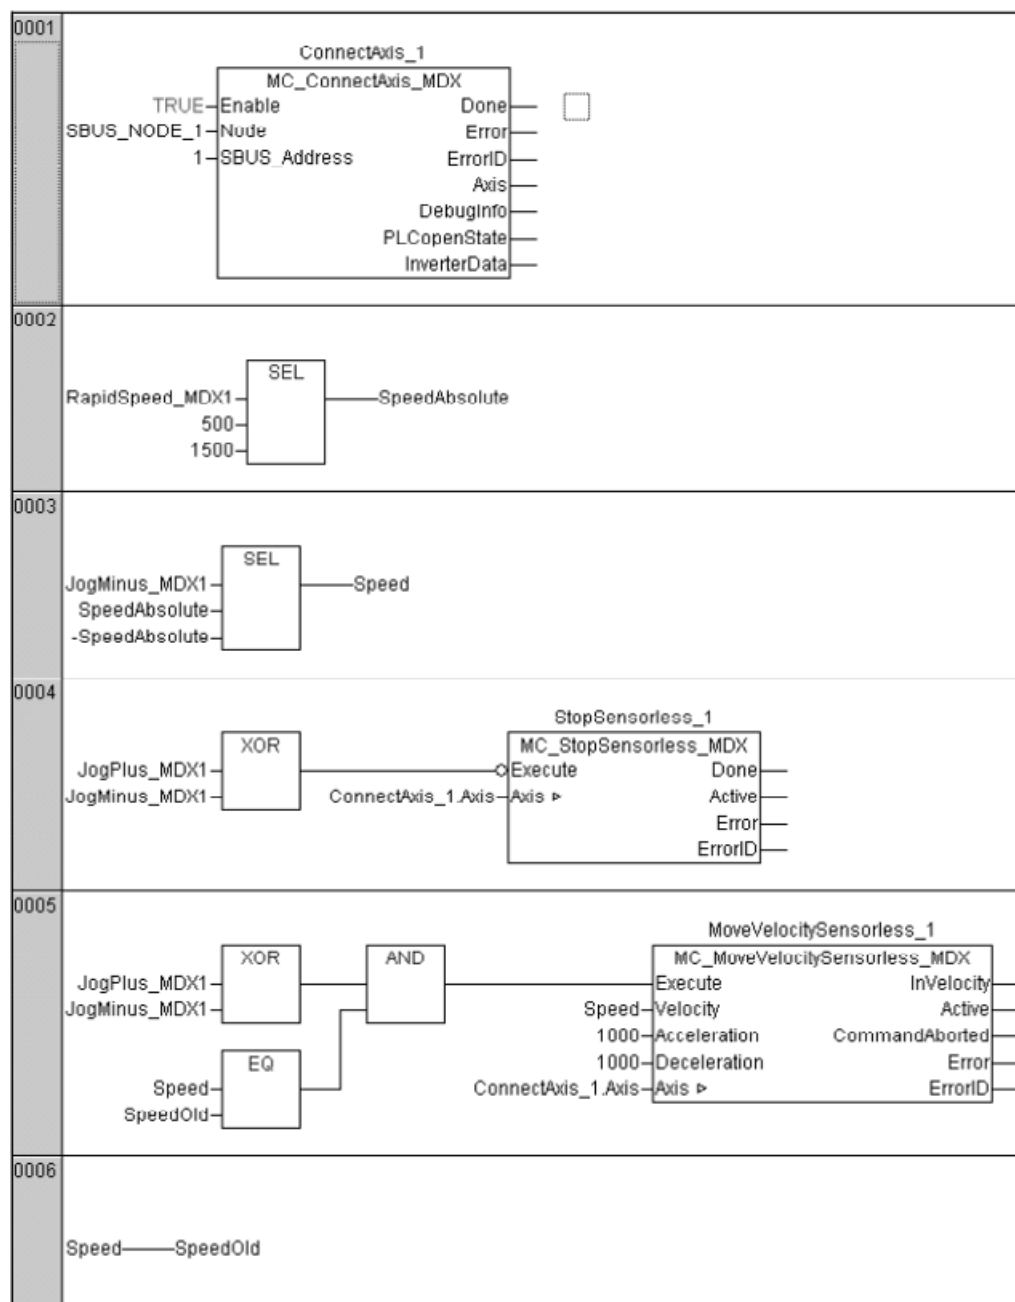 0001
ConnectAxis_1
MC_ConnectAxis_MDX
TRUE Enable Done
SBUS_NODE_1 Node Error
1 SBUS_Address ErrorID
Axis
DebugInfo
PLCopenState
InverterData
0002
SEL
RapidSpeed_MDX1 SpeedAbsolute
500
1500
0003
SEL
JogMinus_MDX1 Speed
SpeedAbsolute
-SpeedAbsolute
0004
StopSensorless_1
XOR MC_StopSensorless_MDX
JogPlus_MDX1 Execute Done
JogMinus_MDX1 ConnectAxis_1.Axis Axis Active
Error
ErrorID
0005
MoveVelocitySensorless_1
XOR AND MC_MoveVelocitySensorless_MDX
JogPlus_MDX1 Execute InVelocity
JogMinus_MDX1 Speed Velocity Active
1000 Acceleration CommandAborted
EQ 1000 Deceleration Error
Speed ConnectAxis_1.Axis Axis ErrorID
SpeedOld
0006
Speed SpeedOld